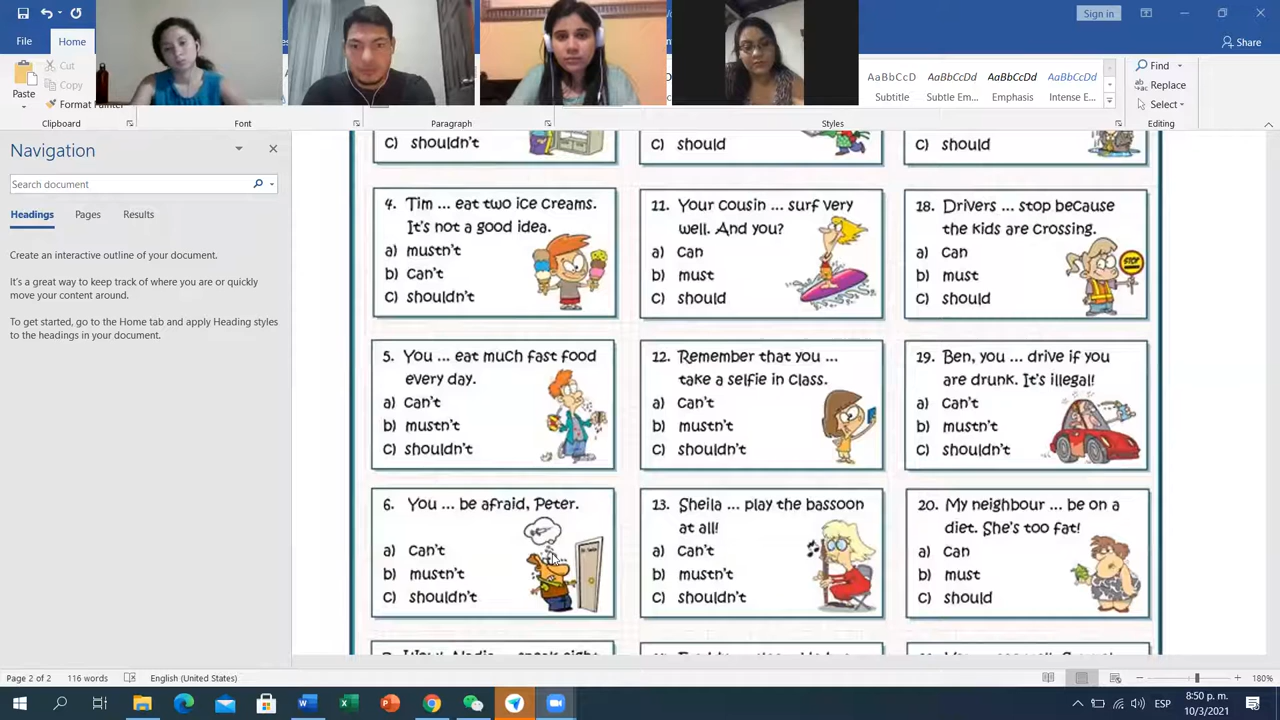 Sign in
File
Home
Share
Cut
Copy
Format Painter
Paste
Clipboard
Font
Paragraph
AaBbCcD
AaBbCcDd
AaBbCcDd
AaBbCcDd
Subtitle
Subtle Em...
Emphasis
Intense E...
Styles
Find
Replace
Select
Editing
Navigation
Search document
Headings
Pages
Results
Create an interactive outline of your document.
It's a great way to keep track of where you are or quickly
move your content around.
To get started, go to the Home tab and apply Heading styles
to the headings in your document.
c) shouldn't
4. Tim ... eat two ice creams.
It's not a good idea.
a) mustn't
b) can't
c) shouldn't
5. You ... eat much fast food
every day.
a) can't
b) mustn't
c) shouldn't
6. You ... be afraid, Peter.
a) can't
b) mustn't
c) shouldn't
c) should
11. Your cousin ... surf very
well. And you?
a) can
b) must
c) should
12. Remember that you ...
take a selfie in class.
a) can't
b) mustn't
c) shouldn't
13. Sheila ... play the bassoon
at all!
a) can't
b) mustn't
c) shouldn't
c) should
18. Drivers ... stop because
the kids are crossing.
a) can
b) must
c) should
STOP
19. Ben, you ... drive if you
are drunk. It's illegal!
a) can't
b) mustn't
c) shouldn't
20. My neighbour ... be on a
diet. She's too fat!
a) can
b) must
c) should
Page 2 of 2
116 words
English (United States)
180%
ESP
8:50 p. m.
10/3/2021